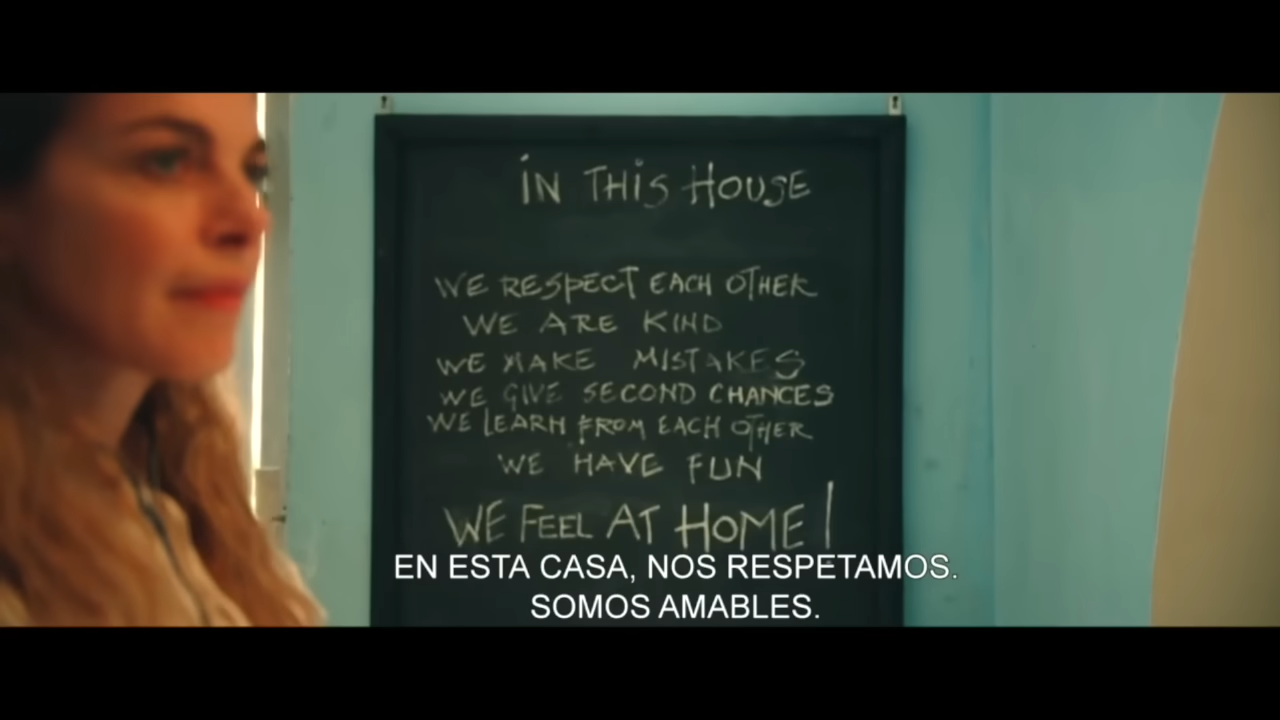 iN THiS HOUSE
WE RESPECT EACH OTHER
WE ARE KIND
WE MAKE MISTAKES
WE GIVE SECOND CHANCES
WE LEARN FROM EACH OTHER
WE HAVE FUN
WE FEEL AT HOME!
EN ESTA CASA, NOS RESPETAMOS.
SOMOS AMABLES.